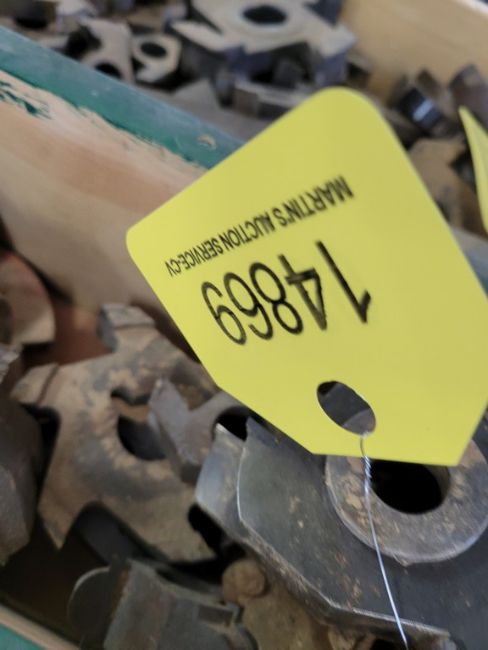 14869
MARTIN'S AUCTION SERVICE-CV